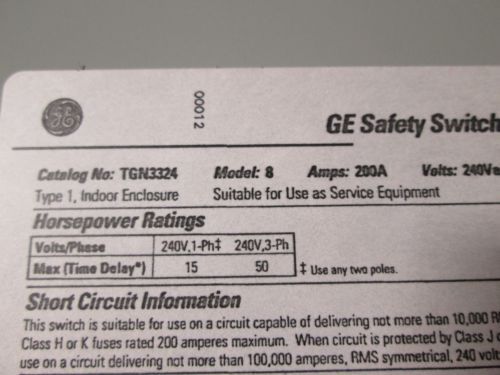 00012
GE Safety Switch
Catalog No: TGN3324 Model: 8 Amps: 200A Volts: 240Va
Type 1, Indoor Enclosure Suitable for Use as Service Equipment
Horsepower Ratings
Volts/Phase 240V,1-Ph‡ 240V,3-Ph
Max (Time Delay*) 15 50 ‡ Use any two poles.
Short Circuit Information
This switch is suitable for use on a circuit capable of delivering not more than 10,000 R
Class H or K fuses rated 200 amperes maximum. When circuit is protected by Class J
use on a circuit delivering not more than 100,000 amperes, RMS symmetrical, 240 volt